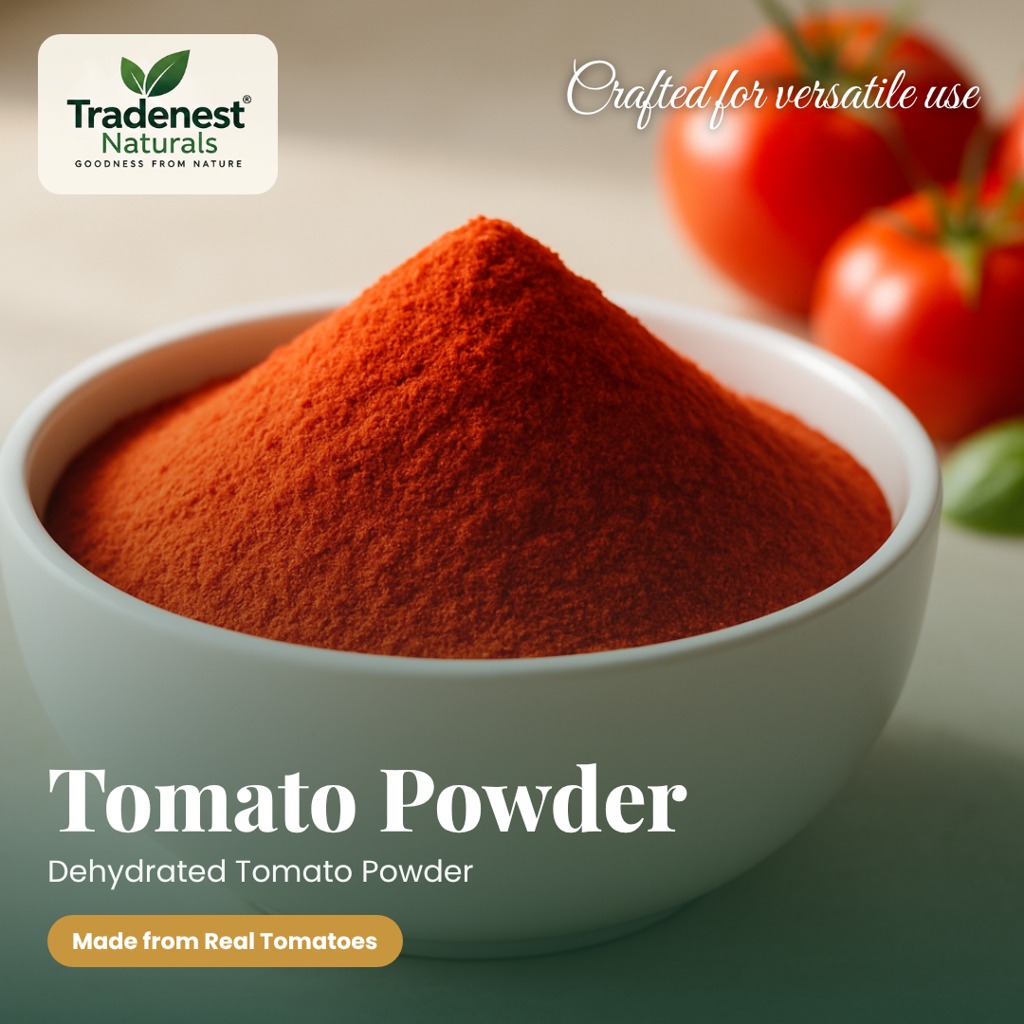 Tradenest®
Naturals
GOODNESS FROM NATURE
Crafted for versatile use
Tomato Powder
Dehydrated Tomato Powder
Made from Real Tomatoes